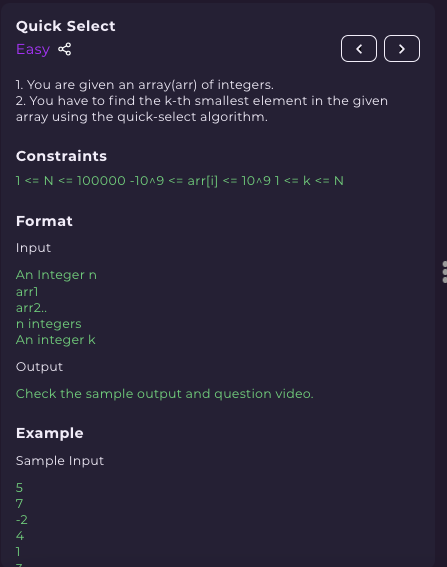 Quick Select
Easy
1. You are given an array(arr) of integers.
2. You have to find the k-th smallest element in the given
array using the quick-select algorithm.
Constraints
1 <= N <= 100000 -10^9 <= arr[i] <= 10^9 1 <= k <= N
Format
Input
An Integer n
arr1
arr2..
n integers
An integer k
Output
Check the sample output and question video.
Example
Sample Input
5
7
-2
4
1